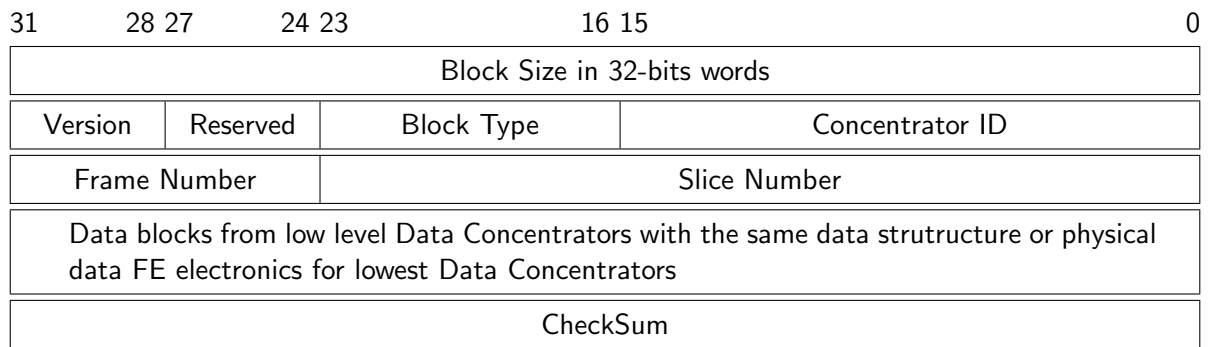 31 28 27 24 23 16 15 0
Block Size in 32-bits words
Version Reserved Block Type Concentrator ID
Frame Number Slice Number
Data blocks from low level Data Concentrators with the same data strutructure or physical
data FE electronics for lowest Data Concentrators
CheckSum